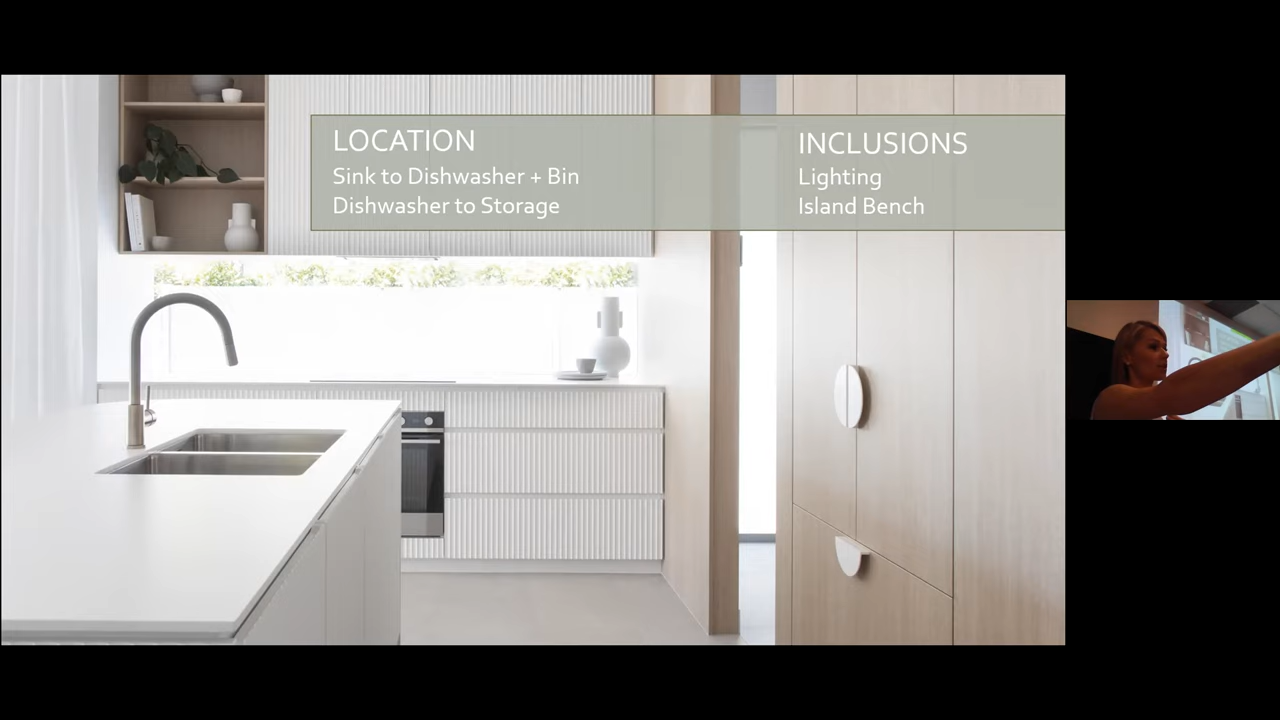 LOCATION
Sink to Dishwasher + Bin
Dishwasher to Storage
INCLUSIONS
Lighting
Island Bench